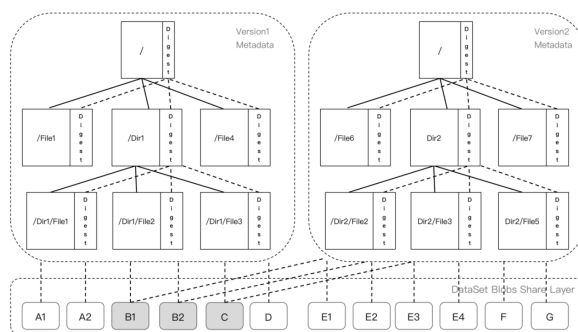 Version1
Metadata
/
Digest
/File1
Digest
/Dir1
Digest
/File4
Digest
/Dir1/File1
Digest
/Dir1/File2
Digest
/Dir1/File3
Digest
Version2
Metadata
/
Digest
/File6
Digest
Dir2
Digest
/File7
Digest
/Dir2/File2
Digest
Dir2/File3
Digest
Dir2/File5
Digest
DataSet Blobs Share Layer
A1
A2
B1
B2
C
D
E1
E2
E3
E4
F
G